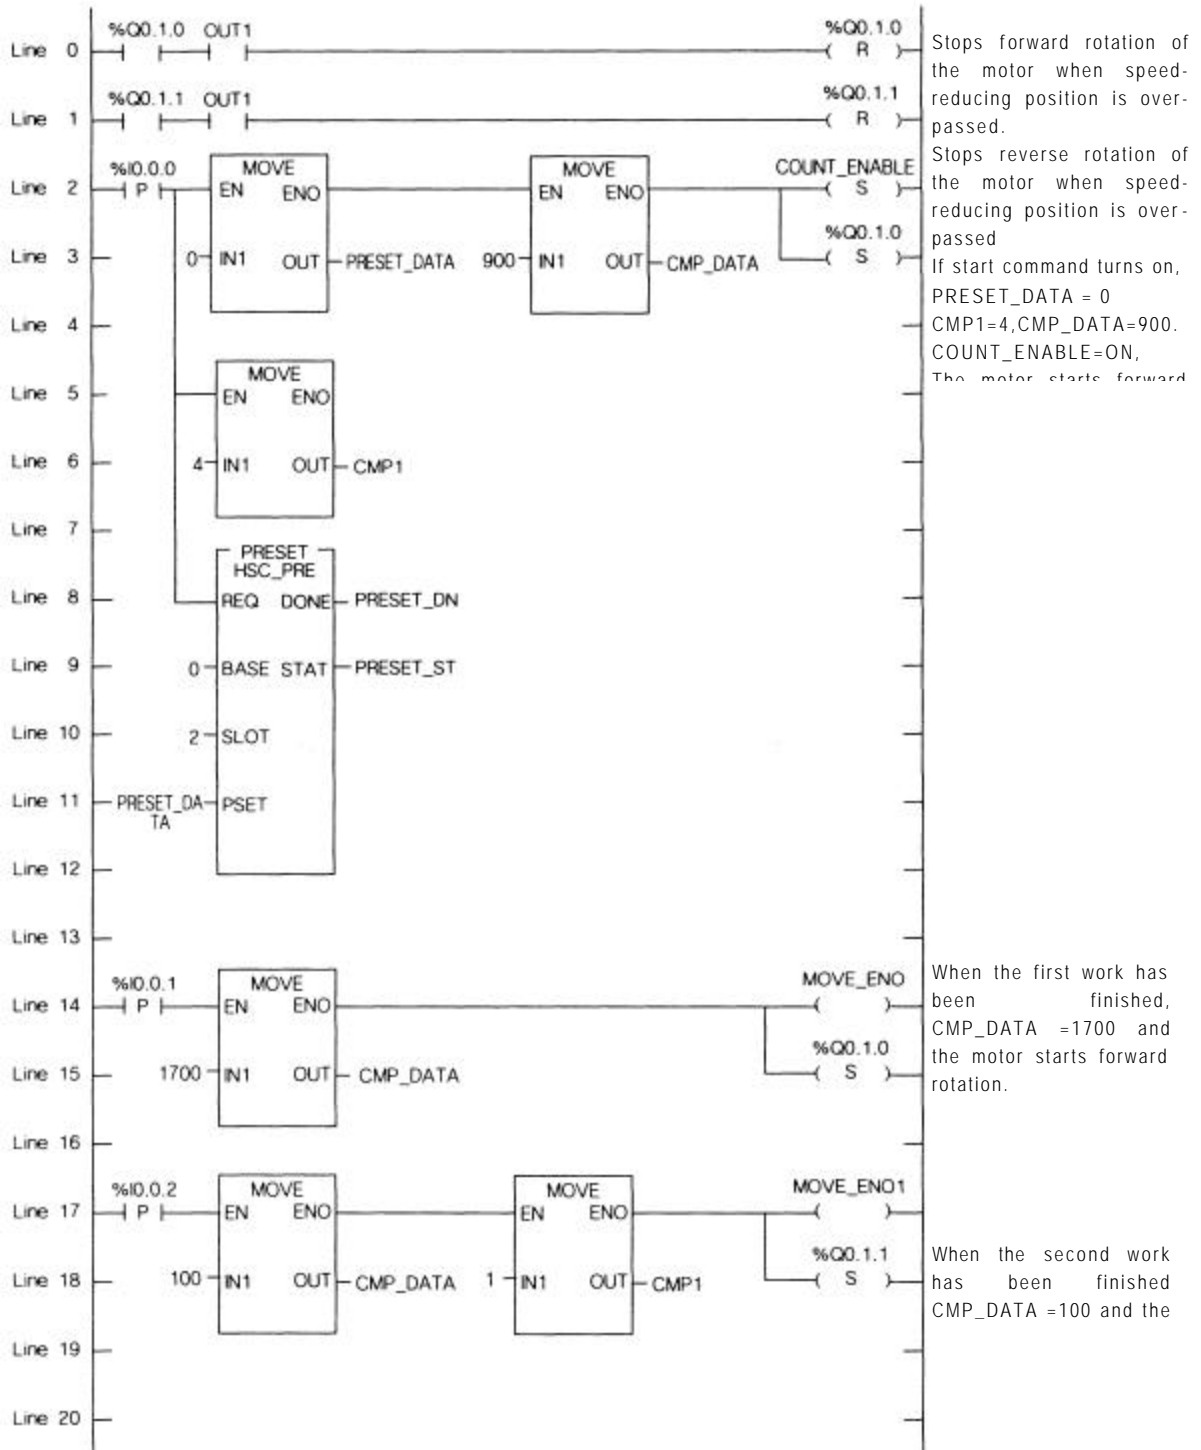 %Q0.1.0 OUT1 %Q0.1.0
Line 0 R
%Q0.1.1 OUT1 %Q0.1.1
Line 1 R
%I0.0.0 MOVE MOVE COUNT_ENABLE
Line 2 P EN ENO EN ENO S
%Q0.1.0
Line 3 0 IN1 OUT PRESET_DATA 900 IN1 OUT CMP_DATA S
Line 4
MOVE
Line 5 EN ENO
Line 6 4 IN1 OUT CMP1
Line 7
PRESET
HSC_PRE
Line 8 REQ DONE PRESET_DN
Line 9 0 BASE STAT PRESET_ST
Line 10 2 SLOT
Line 11 PRESET_DA PSET
TA
Line 12
Line 13
%I0.0.1 MOVE MOVE_ENO
Line 14 P EN ENO
%Q0.1.0
Line 15 1700 IN1 OUT CMP_DATA S
Line 16
%I0.0.2 MOVE MOVE MOVE_ENO1
Line 17 P EN ENO EN ENO
%Q0.1.1
Line 18 100 IN1 OUT CMP_DATA 1 IN1 OUT CMP1 S
Line 19
Line 20
Stops forward rotation of
the motor when speed-
reducing position is over-
passed.
Stops reverse rotation of
the motor when speed-
reducing position is over-
passed
If start command turns on,
PRESET_DATA = 0
CMP1=4,CMP_DATA=900.
COUNT_ENABLE=ON,
The motor starts forward
When the first work has
been finished,
CMP_DATA =1700 and
the motor starts forward
rotation.
When the second work
has been finished
CMP_DATA =100 and the